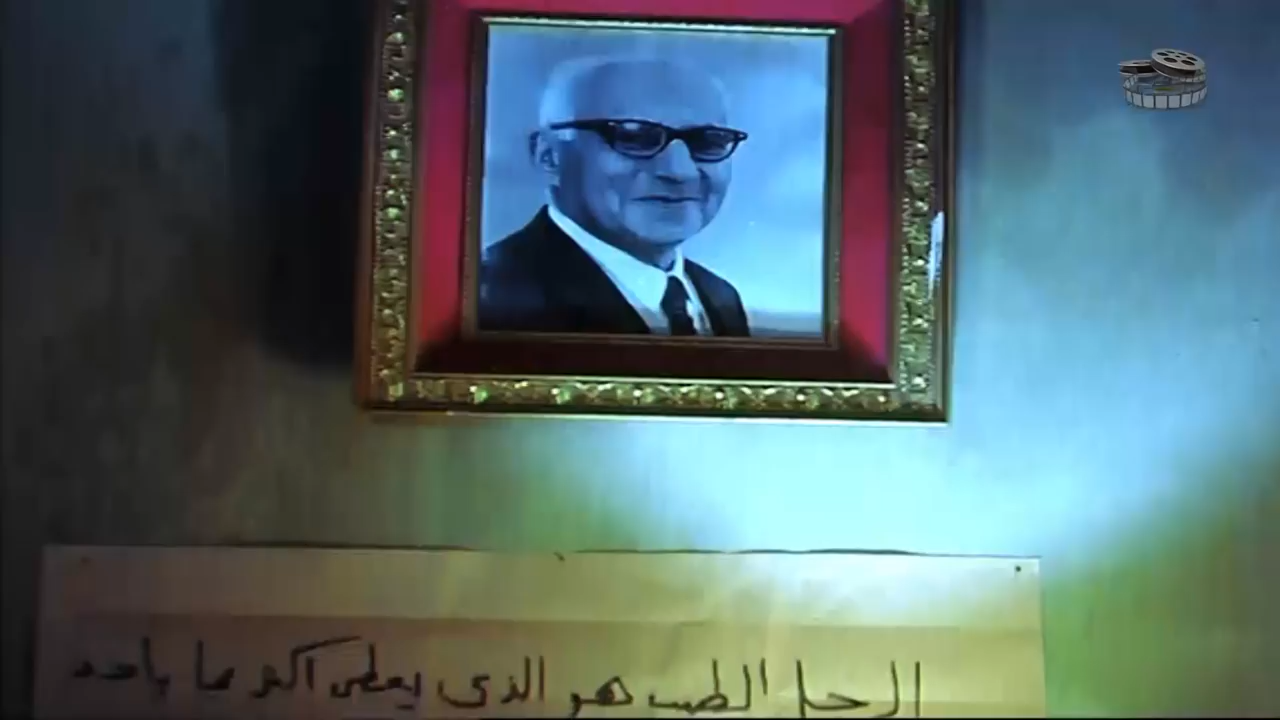 الرجل الطيب هو الذى يعطى اكثر مما ياخذ